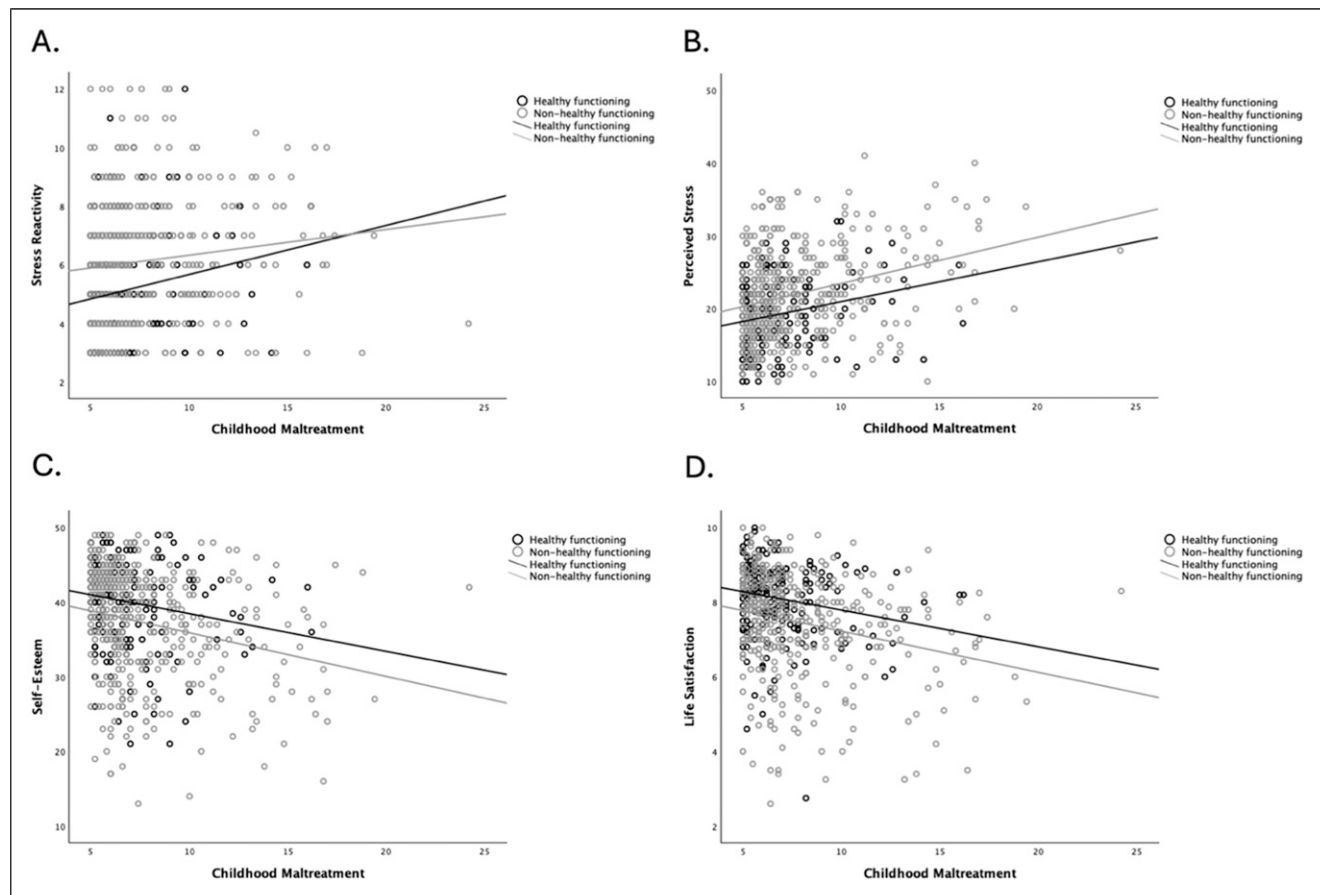 A.
Stress Reactivity
12
10
8
6
4
2
5 10 15 20 25
Childhood Maltreatment
Healthy functioning
Non-healthy functioning
Healthy functioning
Non-healthy functioning
B.
Perceived Stress
50
40
30
20
10
5 10 15 20 25
Childhood Maltreatment
Healthy functioning
Non-healthy functioning
Healthy functioning
Non-healthy functioning
C.
Self-Esteem
50
40
30
20
10
5 10 15 20 25
Childhood Maltreatment
Healthy functioning
Non-healthy functioning
Healthy functioning
Non-healthy functioning
D.
Life Satisfaction
10
8
6
4
2
5 10 15 20 25
Childhood Maltreatment
Healthy functioning
Non-healthy functioning
Healthy functioning
Non-healthy functioning